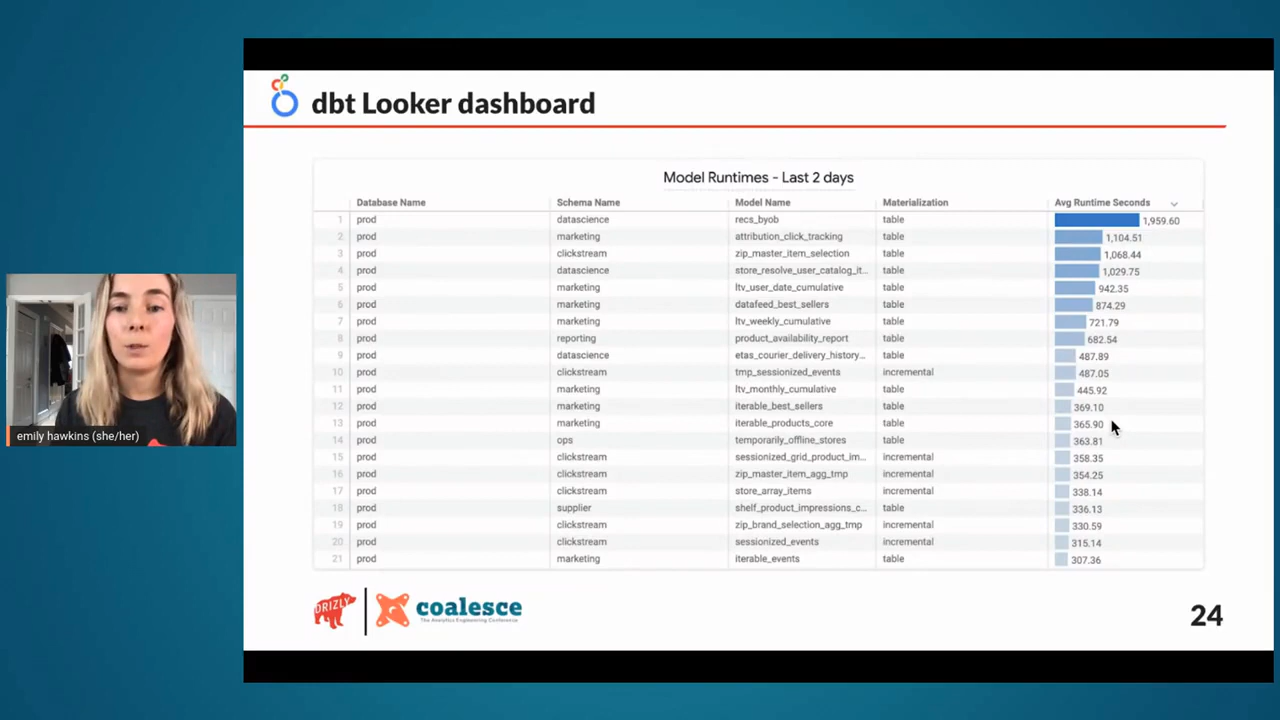 dbt Looker dashboard
Model Runtimes - Last 2 days
Database Name Schema Name Model Name Materialization Avg Runtime Seconds
1 prod datascience recs_byob table 1,959.60
2 prod marketing attribution_click_tracking table 1,104.51
3 prod clickstream zip_master_item_selection table 1,068.44
4 prod datascience store_resolve_user_catalog_it... table 1,029.75
5 prod marketing ltv_user_date_cumulative table 942.35
6 prod marketing datafeed_best_sellers table 874.29
7 prod marketing ltv_weekly_cumulative table 721.79
8 prod reporting product_availability_report table 682.54
9 prod datascience etas_courier_delivery_history... table 487.89
10 prod clickstream tmp_sessionized_events incremental 487.05
11 prod marketing ltv_monthly_cumulative table 445.92
12 prod marketing iterable_best_sellers table 369.10
13 prod marketing iterable_products_core table 365.90
14 prod ops temporarily_offline_stores table 363.81
15 prod clickstream sessionized_grid_product_im... incremental 358.35
16 prod clickstream zip_master_item_agg_tmp incremental 354.25
17 prod clickstream store_array_items incremental 338.14
18 prod supplier shelf_product_impressions_c... table 336.13
19 prod clickstream zip_brand_selection_agg_tmp incremental 330.59
20 prod clickstream sessionized_events incremental 315.14
21 prod marketing iterable_events table 307.36
emily hawkins (she/her)
DRIZLY
coalesce
The Analytics Engineering Conference
24